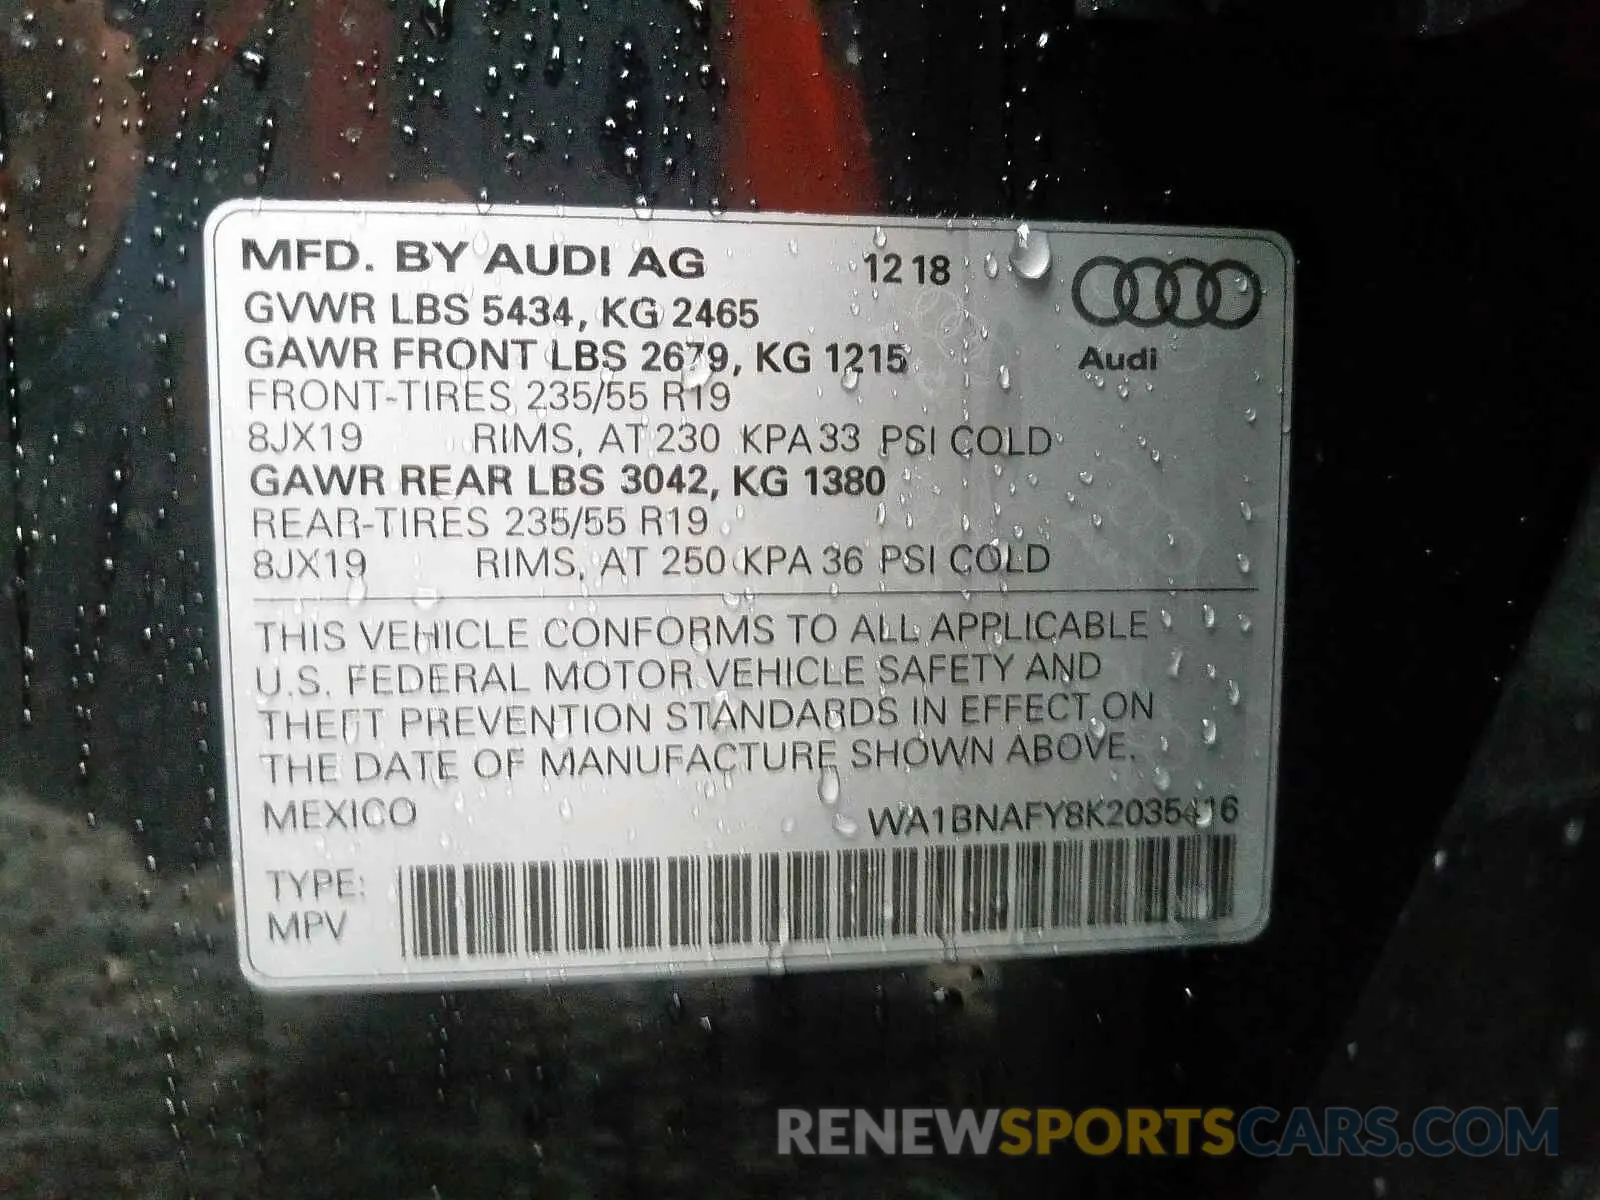 MFD. BY AUDI AG 12 18
GVWR LBS 5434, KG 2465
GAWR FRONT LBS 2679, KG 1215
Audi
FRONT-TIRES 235/55 R19
8JX19 RIMS, AT 230 KPA 33 PSI COLD
GAWR REAR LBS 3042, KG 1380
REAR-TIRES 235/55 R19
8JX19 RIMS, AT 250 KPA 36 PSI COLD
THIS VEHICLE CONFORMS TO ALL APPLICABLE
U.S. FEDERAL MOTOR VEHICLE SAFETY AND
THEFT PREVENTION STANDARDS IN EFFECT ON
THE DATE OF MANUFACTURE SHOWN ABOVE.
MEXICO WA1BNAFY8K2035416
TYPE:
MPV
RENEWSPORTSCARS.COM